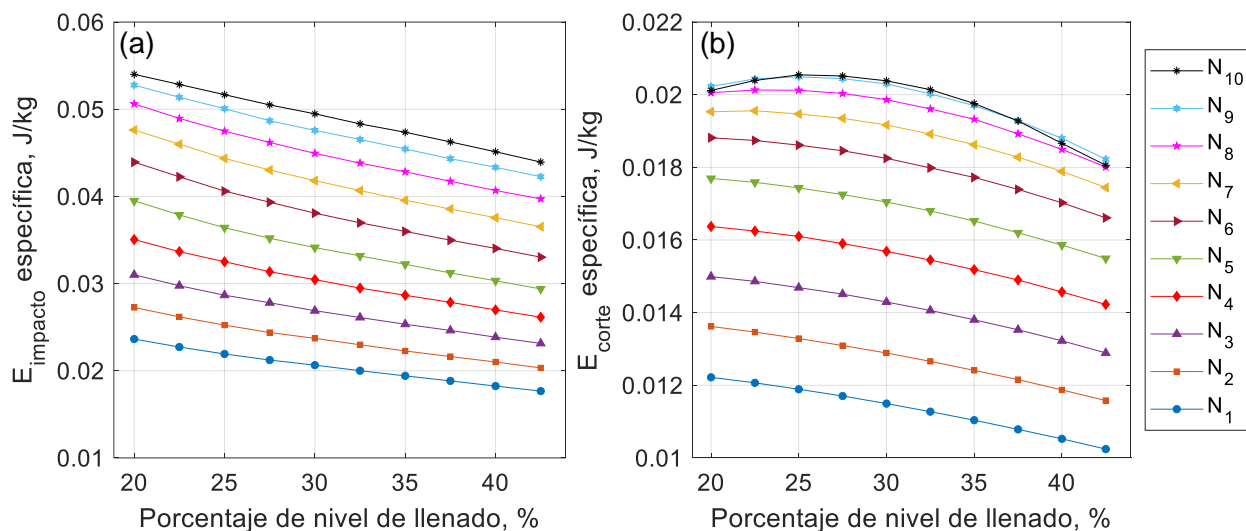 (a)
0.06
0.05
0.04
0.03
0.02
0.01
E_impacto específica, J/kg
20 25 30 35 40
Porcentaje de nivel de llenado, %
(b)
0.022
0.02
0.018
0.016
0.014
0.012
0.01
E_corte específica, J/kg
20 25 30 35 40
Porcentaje de nivel de llenado, %
N_10
N_9
N_8
N_7
N_6
N_5
N_4
N_3
N_2
N_1